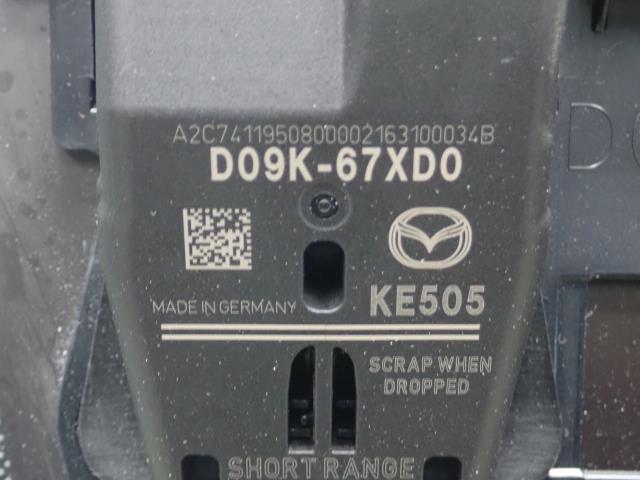 A2C7411950800002163100034B
D09K-67XD0
MADE IN GERMANY
KE505
SCRAP WHEN
DROPPED
SHORT RANGE